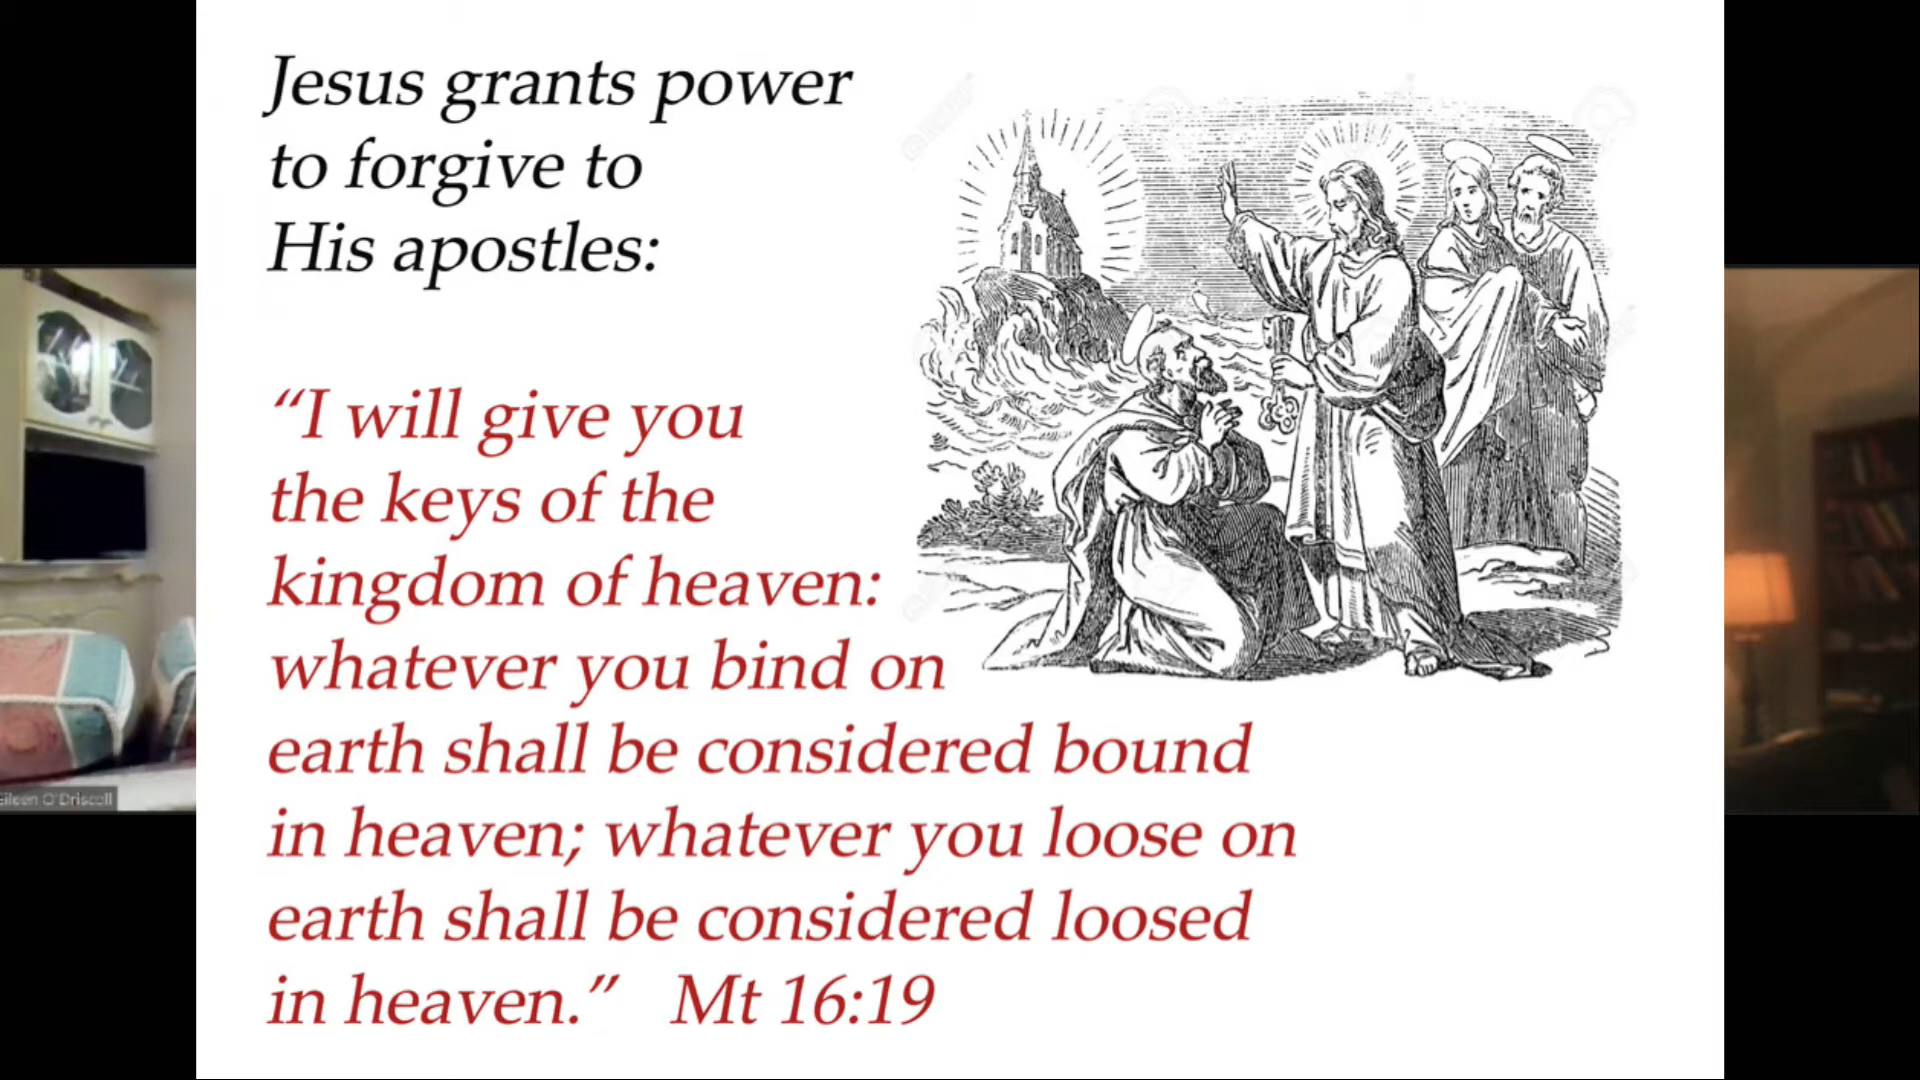 Jesus grants power
to forgive to
His apostles:
“I will give you
the keys of the
kingdom of heaven:
whatever you bind on
earth shall be considered bound
in heaven; whatever you loose on
earth shall be considered loosed
in heaven.” Mt 16:19
Eileen O'Driscoll